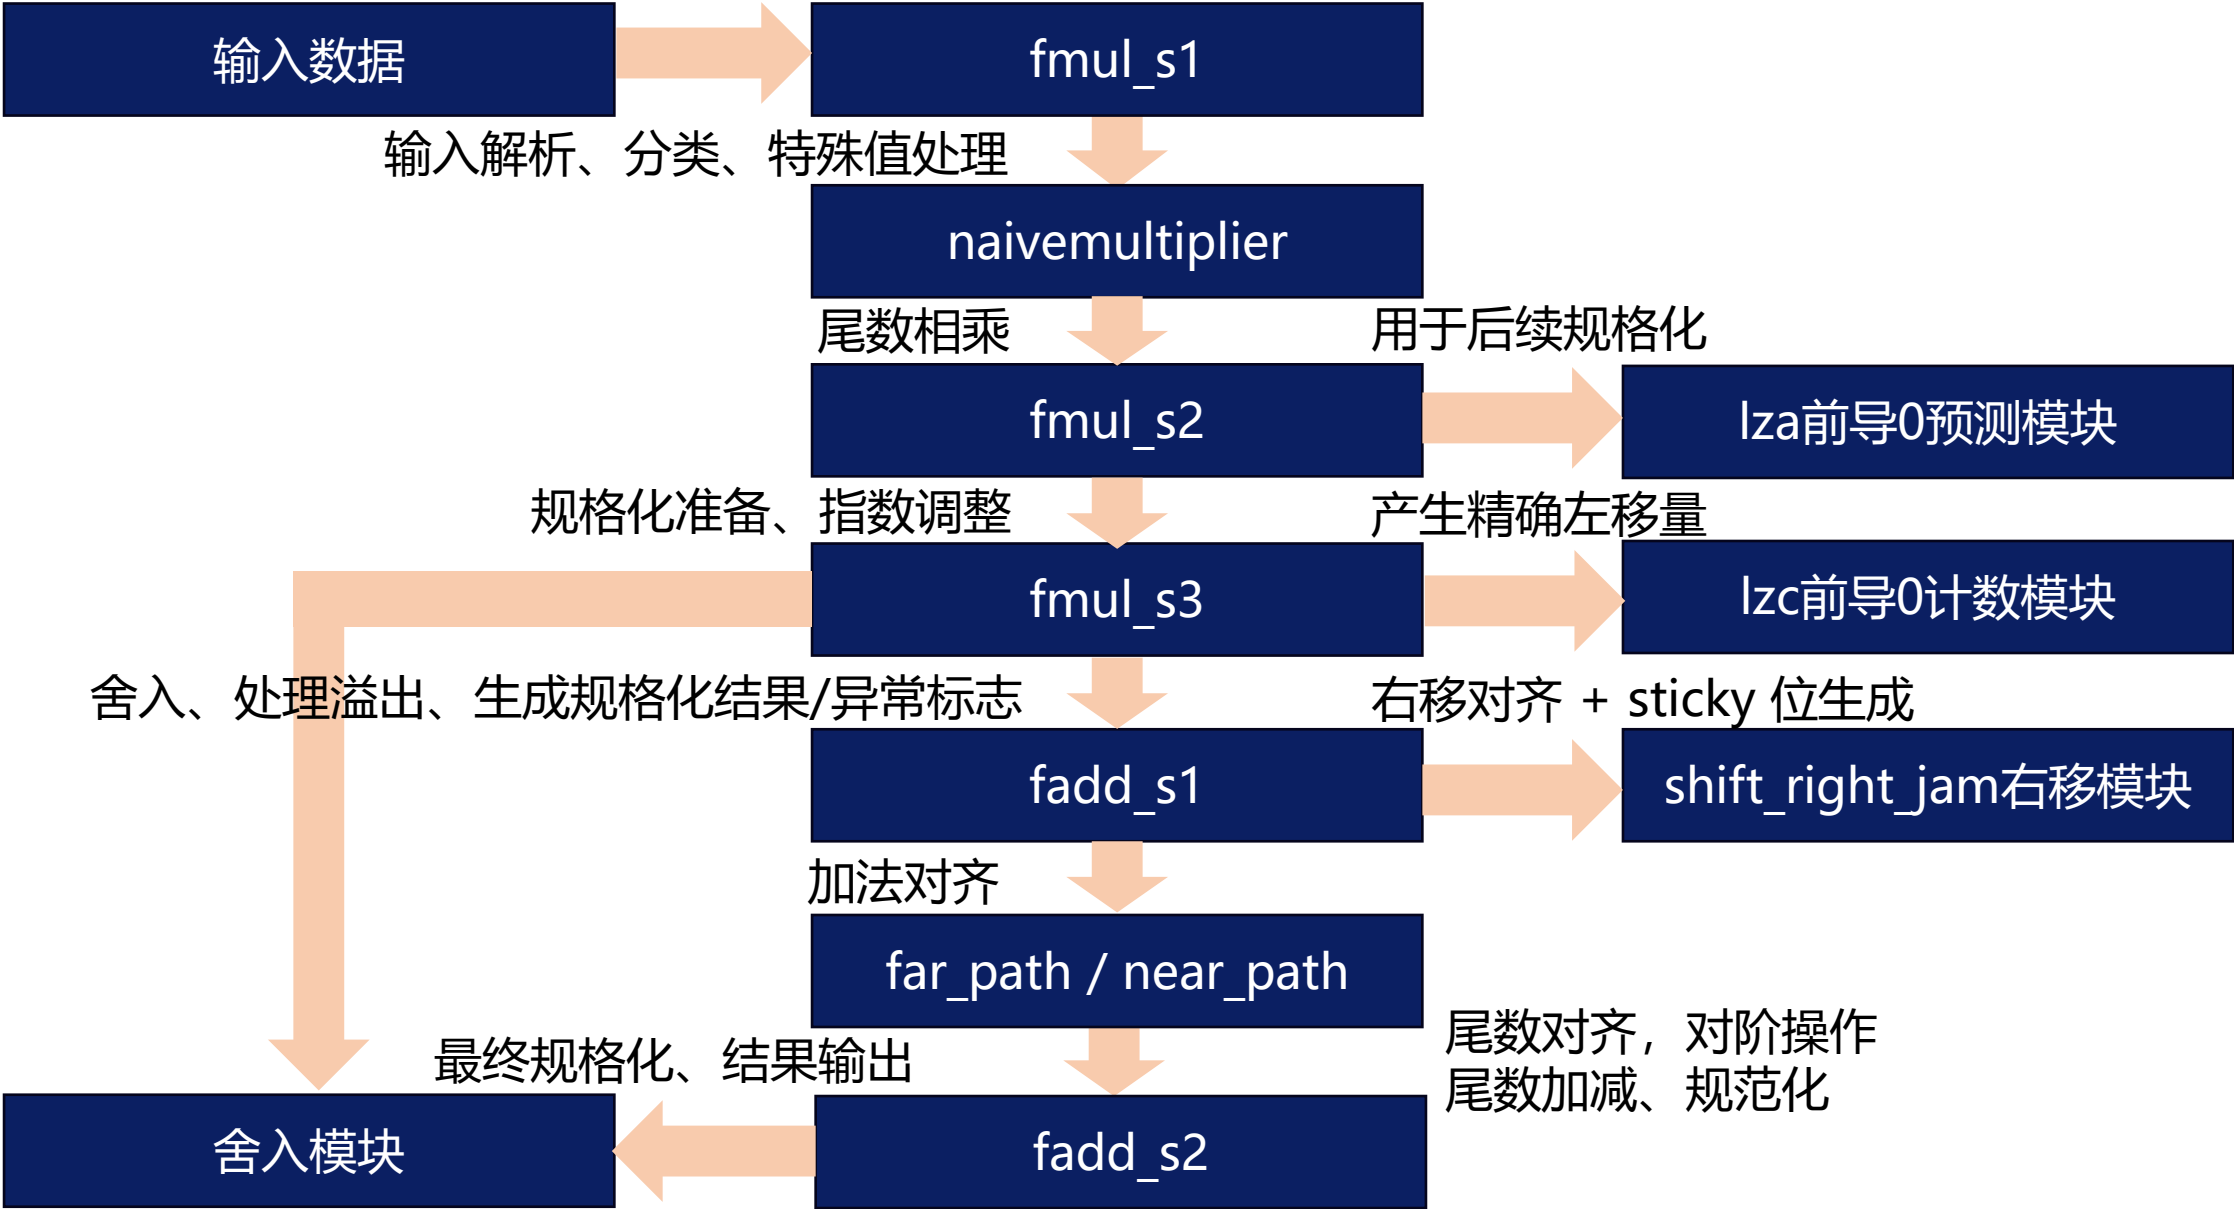 输入数据
fmul_s1
输入解析、分类、特殊值处理
naivemultiplier
尾数相乘
用于后续规格化
fmul_s2
lza前导0预测模块
规格化准备、指数调整
产生精确左移量
fmul_s3
lzc前导0计数模块
舍入、处理溢出、生成规格化结果/异常标志
右移对齐 + sticky 位生成
fadd_s1
shift_right_jam右移模块
加法对齐
far_path / near_path
尾数对齐，对阶操作
尾数加减、规范化
最终规格化、结果输出
舍入模块
fadd_s2